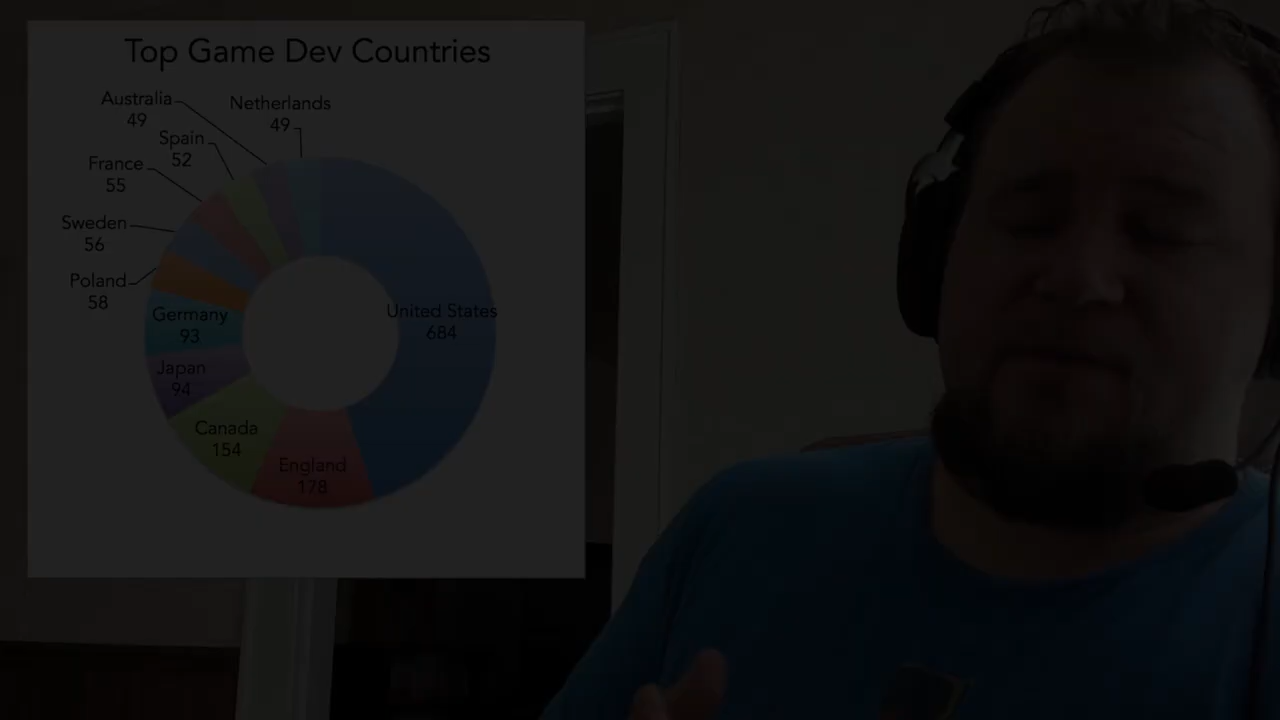 Top Game Dev Countries
Australia
49
Netherlands
49
Spain
52
France
55
Sweden
56
Poland
58
Germany
93
United States
684
Japan
94
Canada
154
England
178